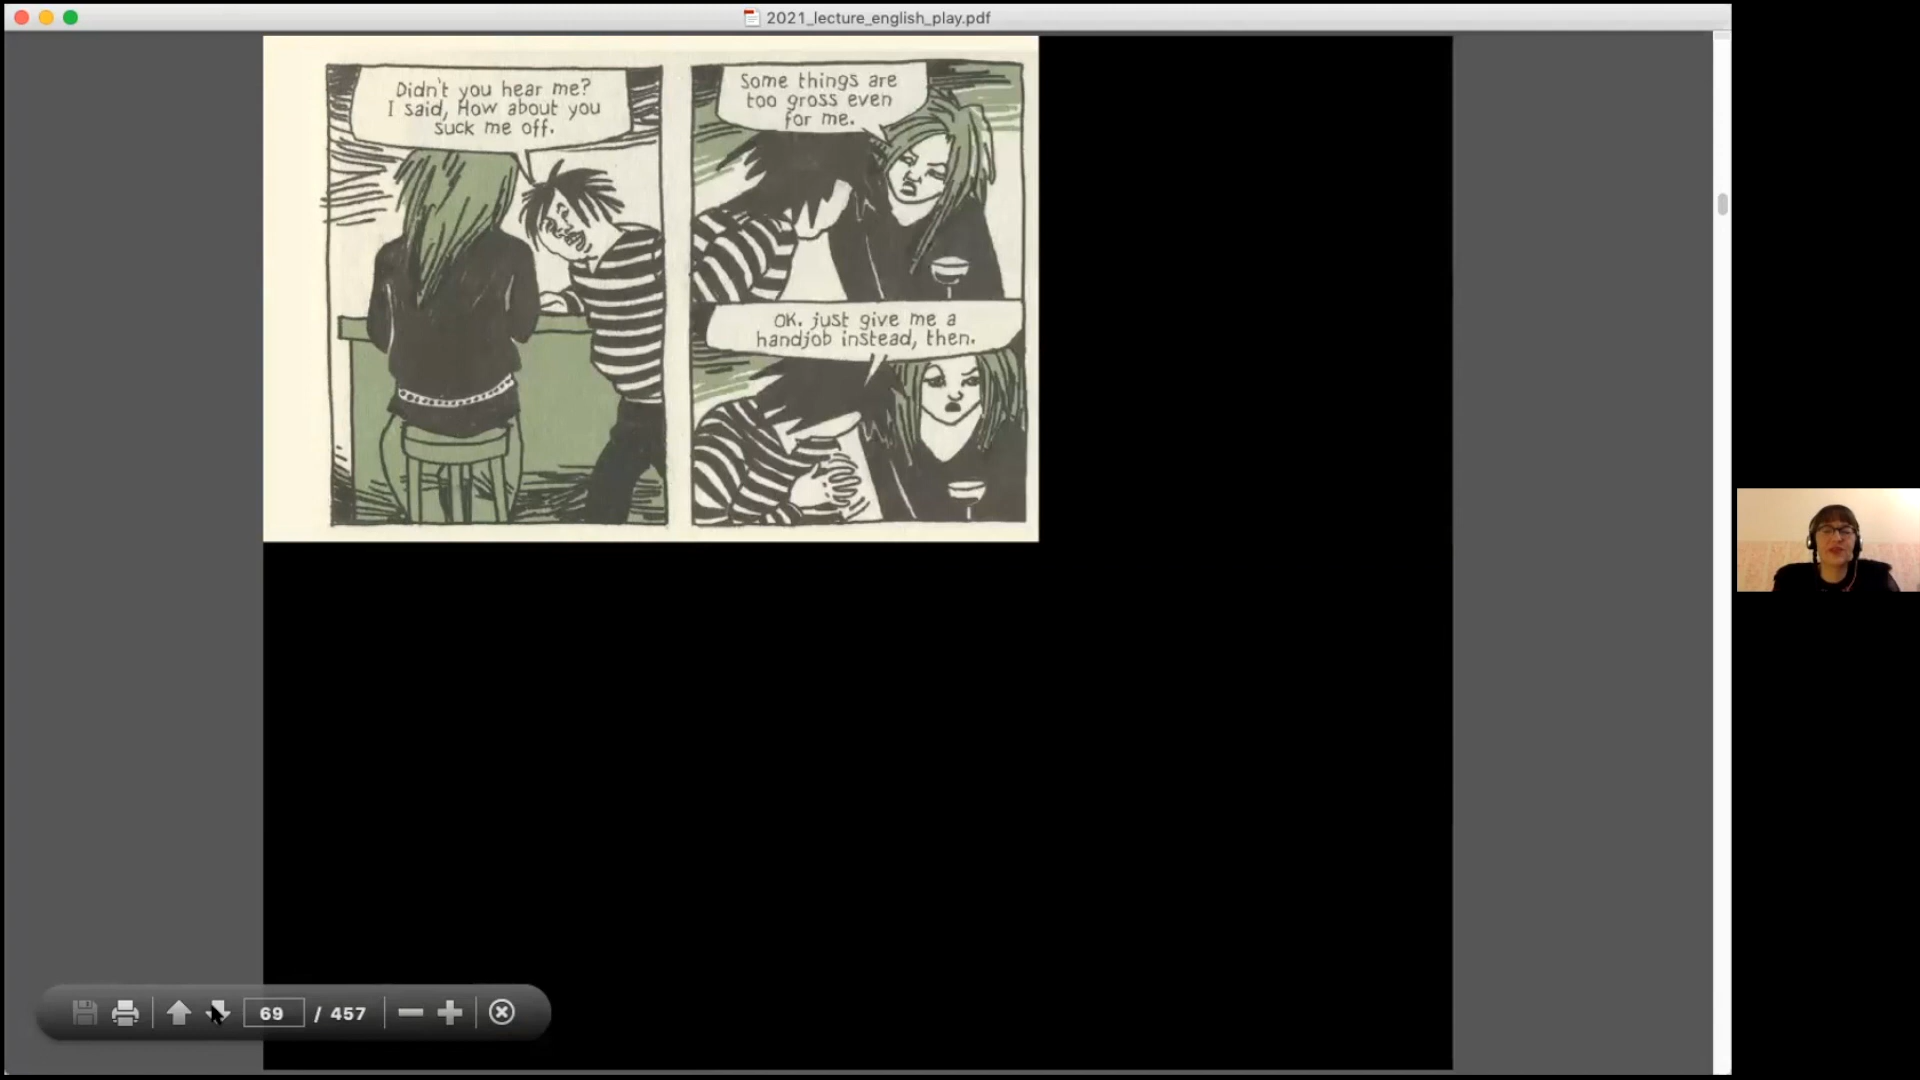 2021_lecture_english_play.pdf
Didn't you hear me?
I said, How about you
suck me off.
Some things are
too gross even
for me.
OK. just give me a
handjob instead, then.
69 / 457